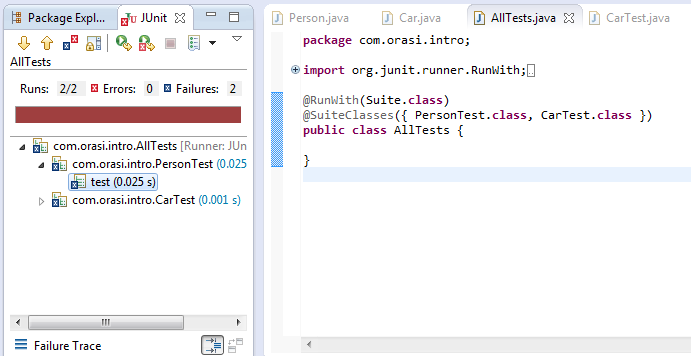 Package Expl...
JUnit
AllTests
Runs: 2/2 Errors: 0 Failures: 2
com.orasi.intro.AllTests [Runner: JUn
com.orasi.intro.PersonTest (0.025
test (0.025 s)
com.orasi.intro.CarTest (0.001 s)
Failure Trace
Person.java
Car.java
AllTests.java
CarTest.java
package com.orasi.intro;
import org.junit.runner.RunWith;
@RunWith(Suite.class)
@SuiteClasses({ PersonTest.class, CarTest.class })
public class AllTests {
}